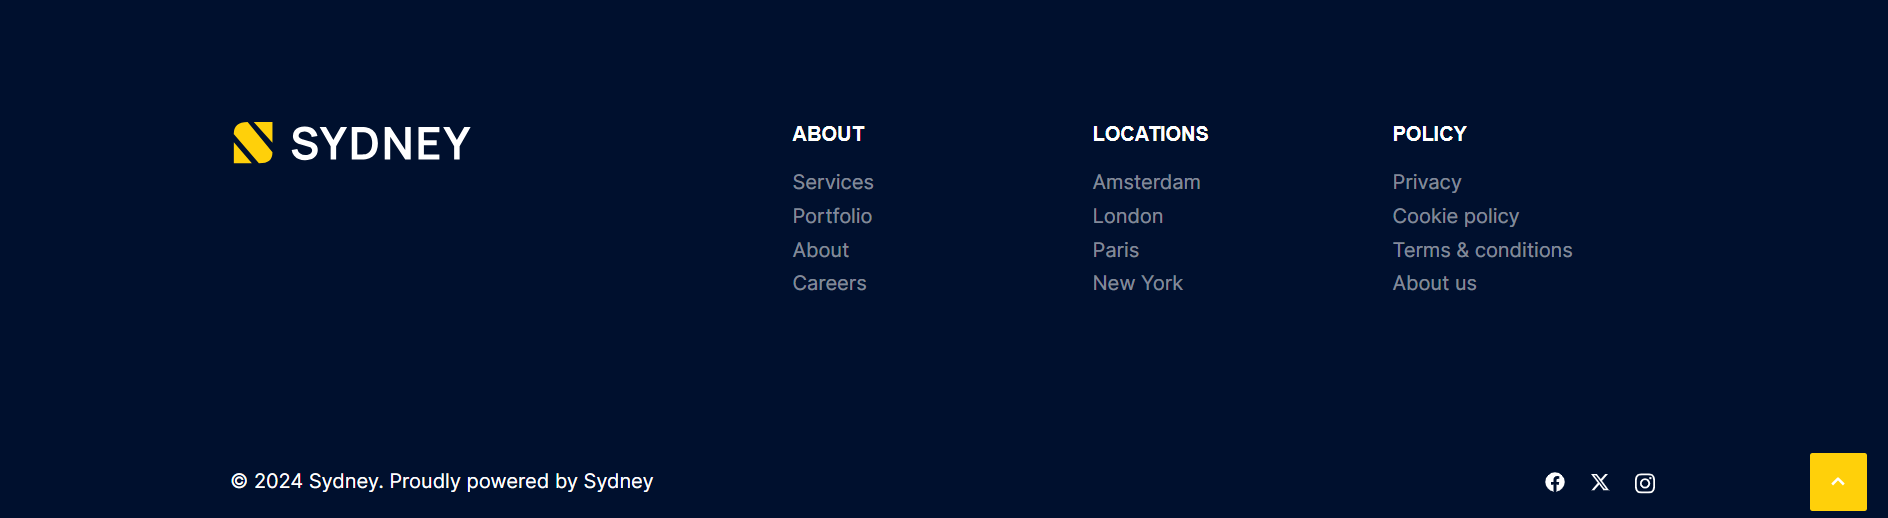 SYDNEY
ABOUT
Services
Portfolio
About
Careers
LOCATIONS
Amsterdam
London
Paris
New York
POLICY
Privacy
Cookie policy
Terms & conditions
About us
© 2024 Sydney. Proudly powered by Sydney